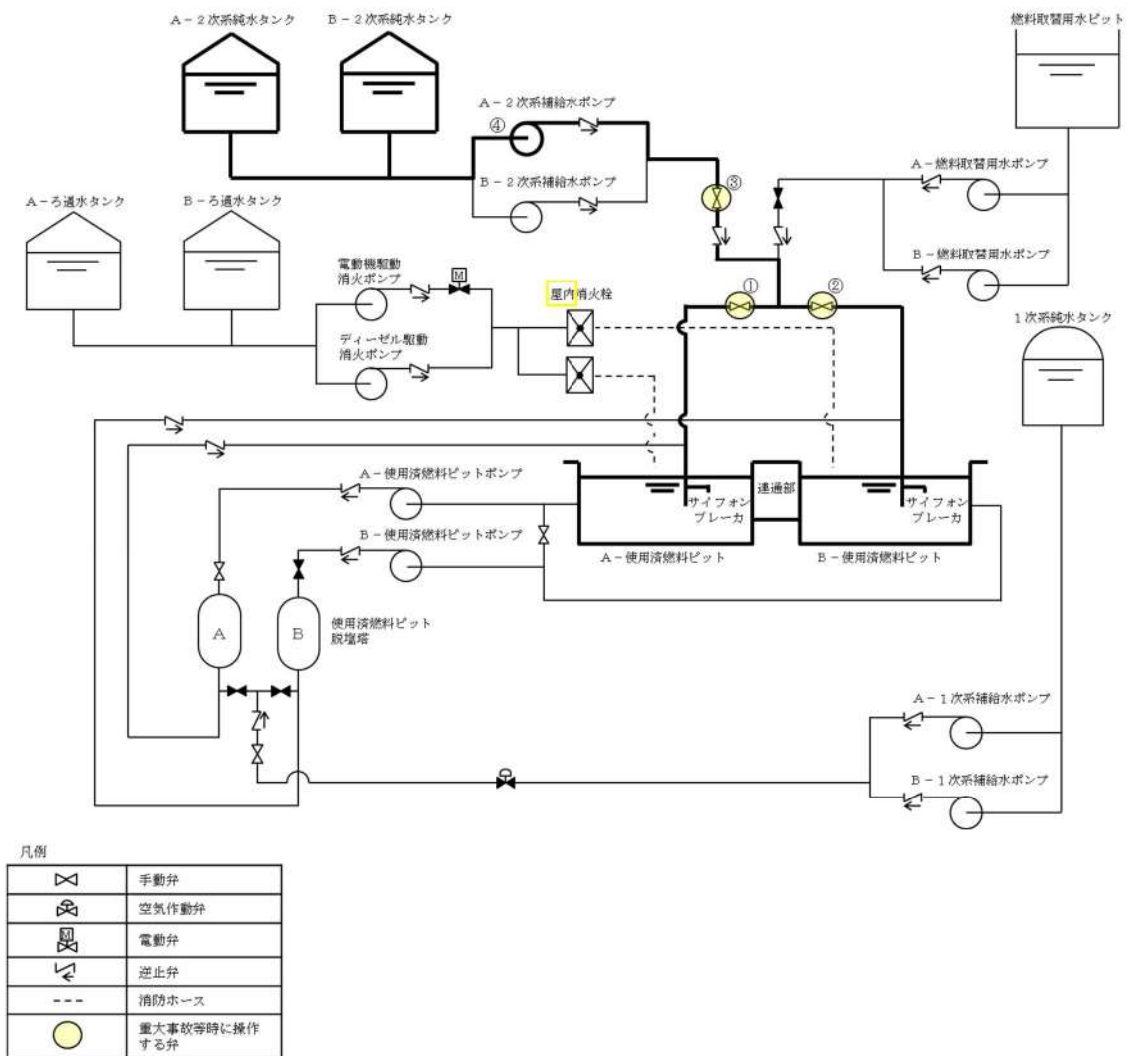 A-2次系純水タンク
B-2次系純水タンク
燃料取替用水ピット
A-2次系補給水ポンプ
④
③
A-燃料取替用水ポンプ
B-2次系補給水ポンプ
A-ろ過水タンク
B-ろ過水タンク
B-燃料取替用水ポンプ
電動機駆動
消火ポンプ
M
屋内消火栓
①
②
1次系純水タンク
ディーゼル駆動
消火ポンプ
A-使用済燃料ピットポンプ
連通部
サイフォン
ブレーカ
サイフォン
ブレーカ
B-使用済燃料ピットポンプ
A-使用済燃料ピット
B-使用済燃料ピット
A
B
使用済燃料ピット
脱塩塔
A-1次系補給水ポンプ
B-1次系補給水ポンプ
凡例
手動弁
空気作動弁
M
電動弁
逆止弁
消防ホース
重大事故等時に操作
する弁